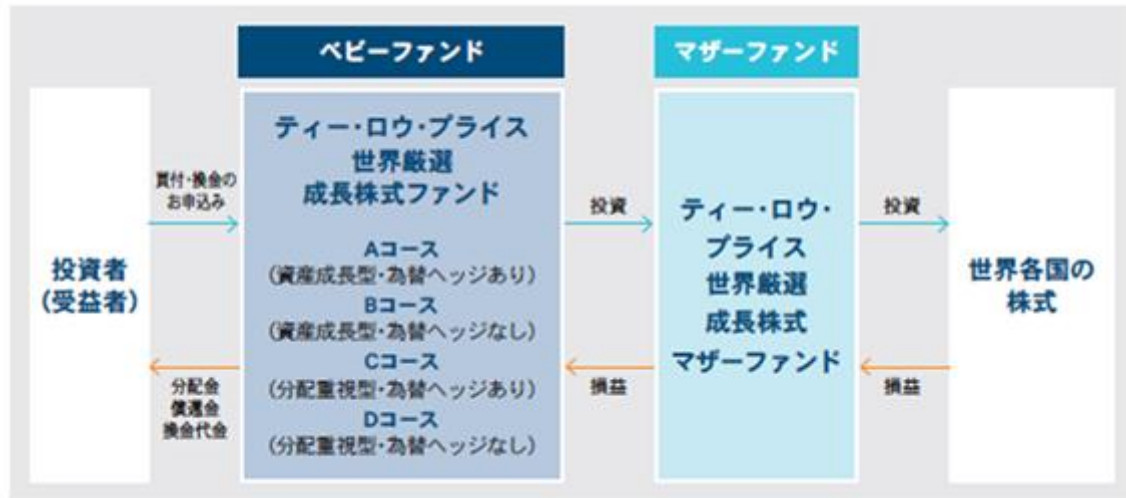 ベビーファンド
マザーファンド
投資者
(受益者)
買付・換金の
お申込み
分配金
償還金
換金代金
ティー・ロウ・プライス
世界厳選
成長株式ファンド
Aコース
(資産成長型・為替ヘッジあり)
Bコース
(資産成長型・為替ヘッジなし)
Cコース
(分配重視型・為替ヘッジあり)
Dコース
(分配重視型・為替ヘッジなし)
投資
損益
ティー・ロウ・
プライス
世界厳選
成長株式
マザーファンド
投資
損益
世界各国の
株式